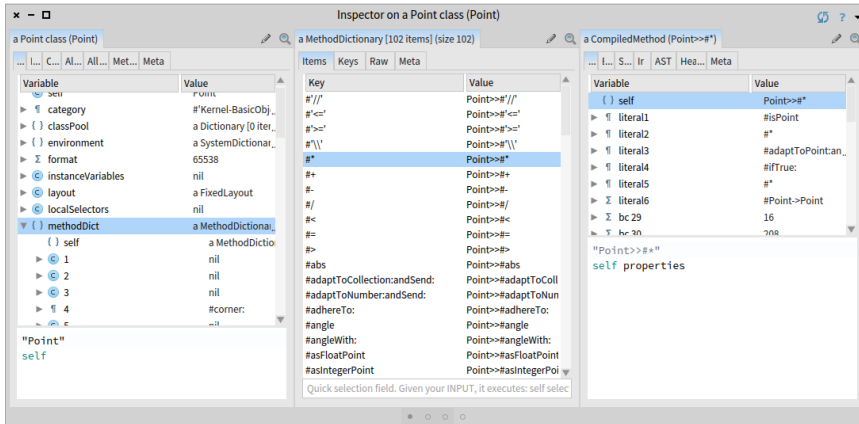 Inspector on a Point class (Point)
?
a Point class (Point)
... I... C... Al... All... Met... Meta
Variable Value
self Point
category #'Kernel-BasicObj...
classPool a Dictionary [0 iter...
environment a SystemDictionar...
Σ format 65538
instanceVariables nil
layout a FixedLayout
localSelectors nil
methodDict a MethodDictionar...
self a MethodDictio
1 nil
2 nil
3 nil
4 #corner:
5 nil
"Point"
self
a MethodDictionary [102 items] (size 102)
Items Keys Raw Meta
Key Value
#'//' Point>>#'//'
#'<=' Point>>#'<='
#'>=' Point>>#'>='
#'\\' Point>>#'\\'
#* Point>>#*
#+ Point>>#+
#- Point>>#-
#/ Point>>#/
#< Point>>#<
#= Point>>#=
#> Point>>#>
#abs Point>>#abs
#adaptToCollection:andSend: Point>>#adaptToColl
#adaptToNumber:andSend: Point>>#adaptToNun
#adhereTo: Point>>#adhereTo:
#angle Point>>#angle
#angleWith: Point>>#angleWith:
#asFloatPoint Point>>#asFloatPoint
#asIntegerPoint Point>>#asIntegerPoi
Quick selection field. Given your INPUT, it executes: self selec
a CompiledMethod (Point>>#*)
... I... S... Ir AST Hea... Meta
Variable Value
self Point>>#*
literal1 #isPoint
literal2 #*
literal3 #adaptToPoint:an...
literal4 #ifTrue:
literal5 #*
Σ literal6 #Point->Point
Σ bc 29 16
Σ bc 30 208
"Point>>#*"
self properties